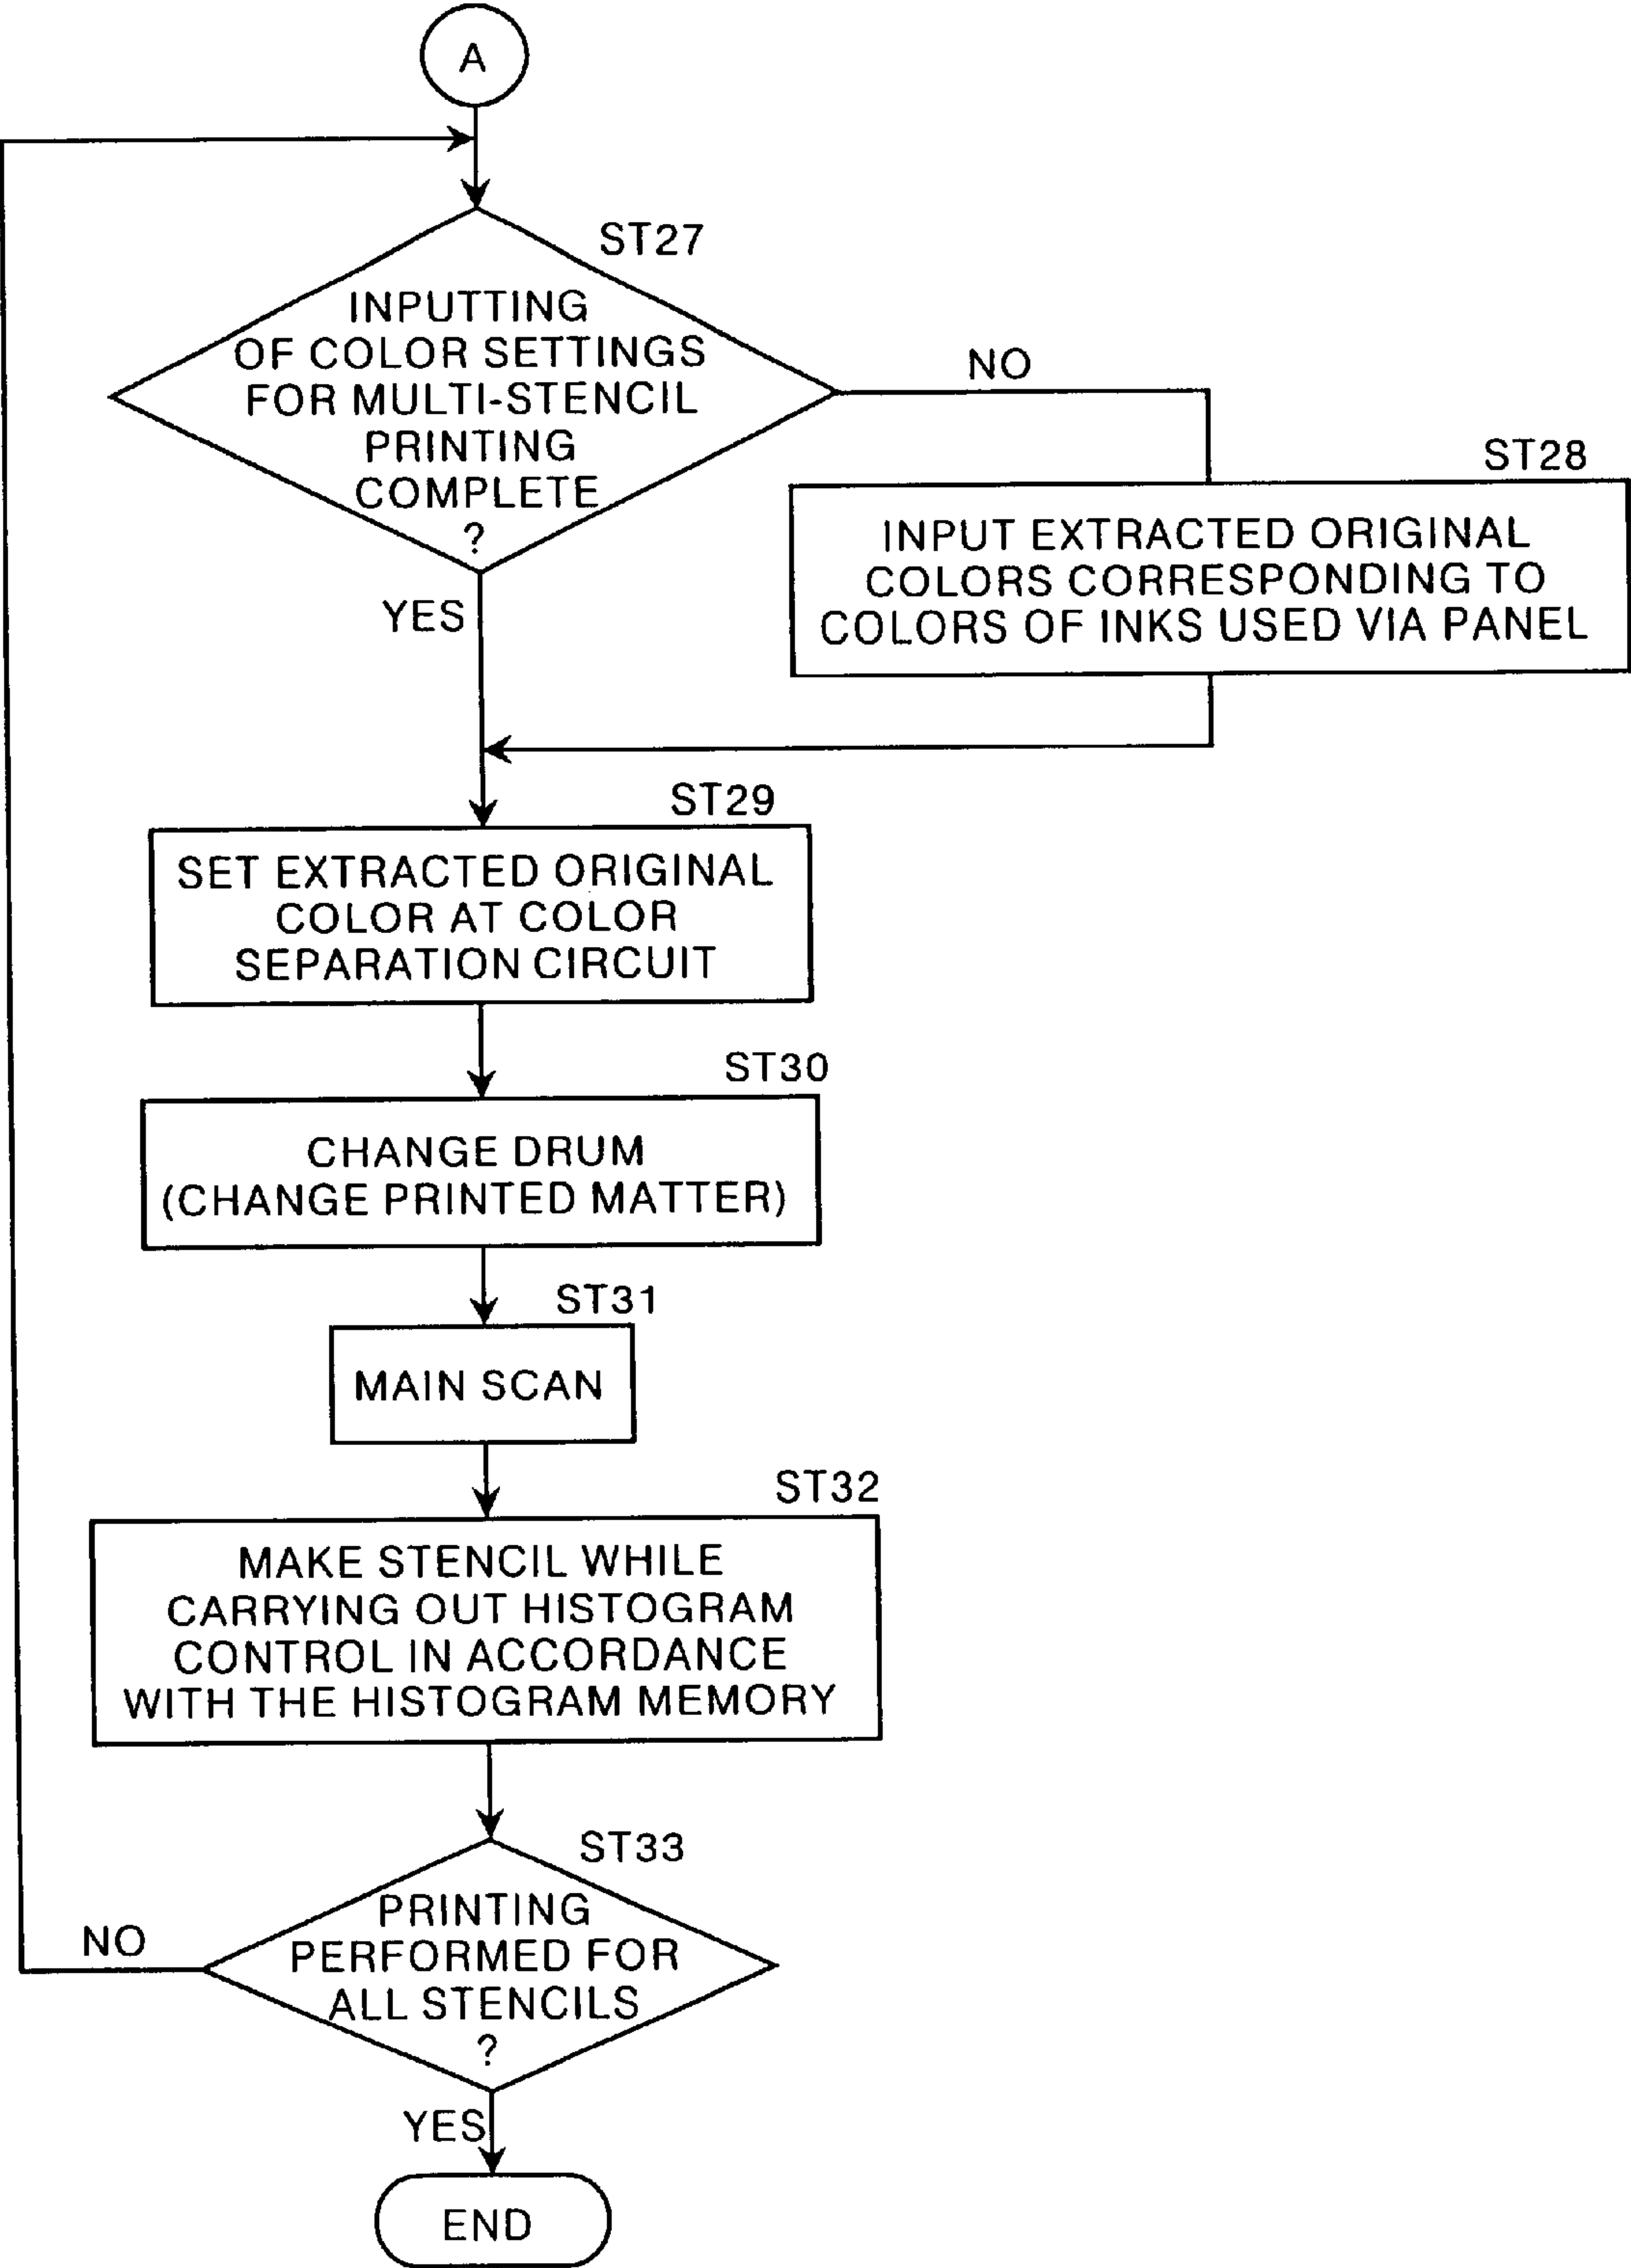 A
ST27
INPUTTING
OF COLOR SETTINGS
FOR MULTI-STENCIL
PRINTING
COMPLETE
?
NO
YES
ST28
INPUT EXTRACTED ORIGINAL
COLORS CORRESPONDING TO
COLORS OF INKS USED VIA PANEL
ST29
SET EXTRACTED ORIGINAL
COLOR AT COLOR
SEPARATION CIRCUIT
ST30
CHANGE DRUM
(CHANGE PRINTED MATTER)
ST31
MAIN SCAN
ST32
MAKE STENCIL WHILE
CARRYING OUT HISTOGRAM
CONTROL IN ACCORDANCE
WITH THE HISTOGRAM MEMORY
ST33
PRINTING
PERFORMED FOR
ALL STENCILS
?
NO
YES
END